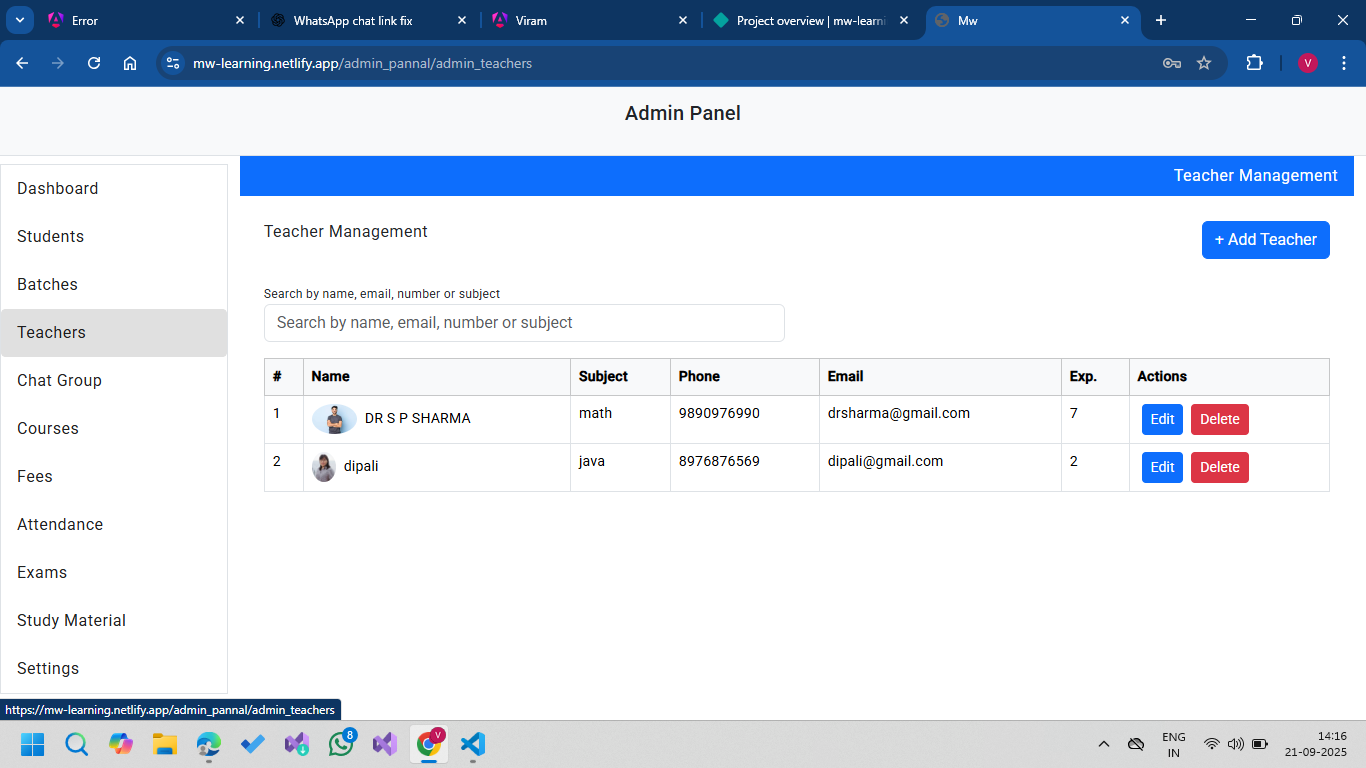 Error
WhatsApp chat link fix
Viram
Project overview | mw-learni
Mw
mw-learning.netlify.app/admin_pannal/admin_teachers
V
Admin Panel
Dashboard
Students
Batches
Teachers
Chat Group
Courses
Fees
Attendance
Exams
Study Material
Settings
Teacher Management
Teacher Management
+ Add Teacher
Search by name, email, number or subject
Search by name, email, number or subject
# Name Subject Phone Email Exp. Actions
1 DR S P SHARMA math 9890976990 drsharma@gmail.com 7 Edit Delete
2 dipali java 8976876569 dipali@gmail.com 2 Edit Delete
https://mw-learning.netlify.app/admin_pannal/admin_teachers
8
V
ENG
IN
14:16
21-09-2025